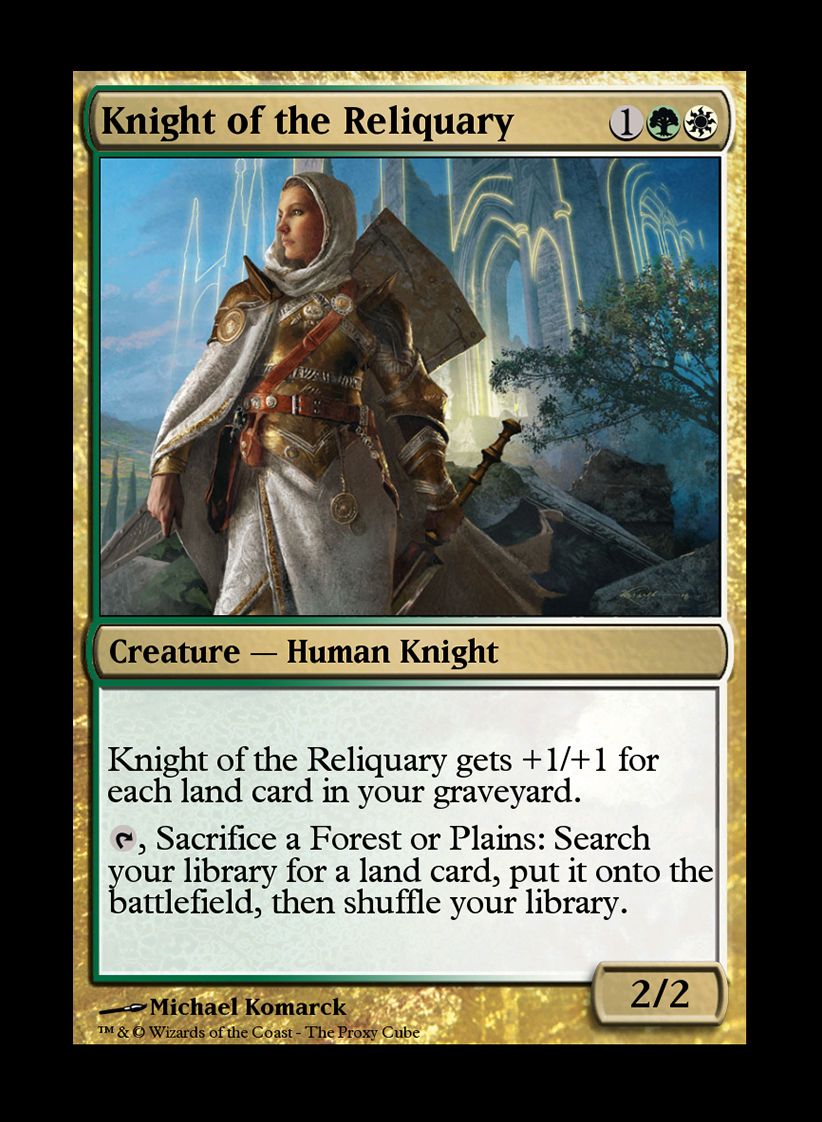 Knight of the Reliquary 1
Creature — Human Knight
Knight of the Reliquary gets +1/+1 for
each land card in your graveyard.
, Sacrifice a Forest or Plains: Search
your library for a land card, put it onto the
battlefield, then shuffle your library.
2/2
Michael Komarck
™ & © Wizards of the Coast - The Proxy Cube